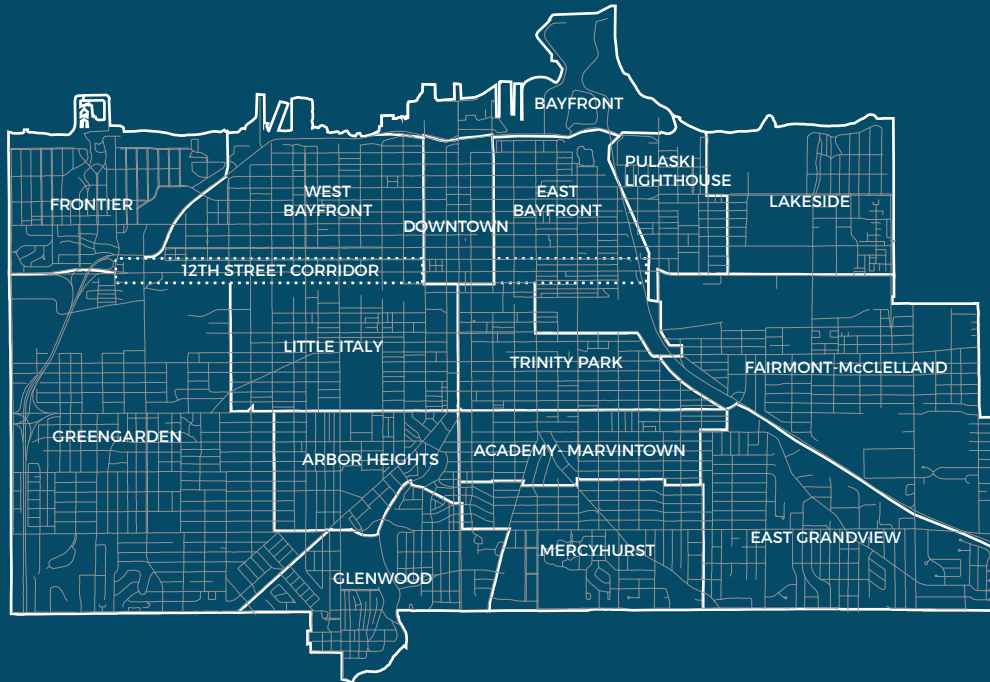 BAYFRONT
PULASKI
LIGHTHOUSE
WEST
BAYFRONT
EAST
BAYFRONT
FRONTIER
LAKESIDE
DOWNTOWN
12TH STREET CORRIDOR
LITTLE ITALY
TRINITY PARK
FAIRMONT-McCLELLAND
GREENGARDEN
ARBOR HEIGHTS
ACADEMY- MARVINTOWN
EAST GRANDVIEW
MERCYHURST
GLENWOOD